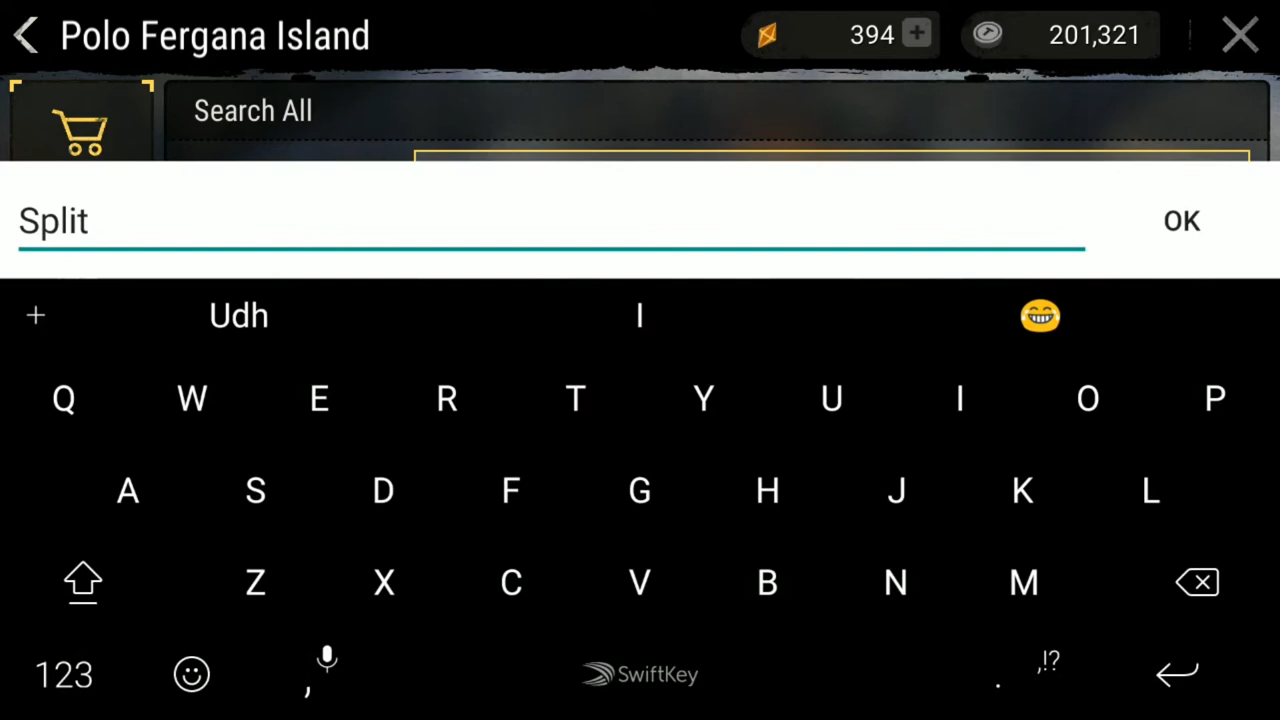 Polo Fergana Island 394 + 201,321
Search All
Split OK
+ Udh I
Q W E R T Y U I O P
A S D F G H J K L
Z X C V B N M
123 , SwiftKey . ,!?